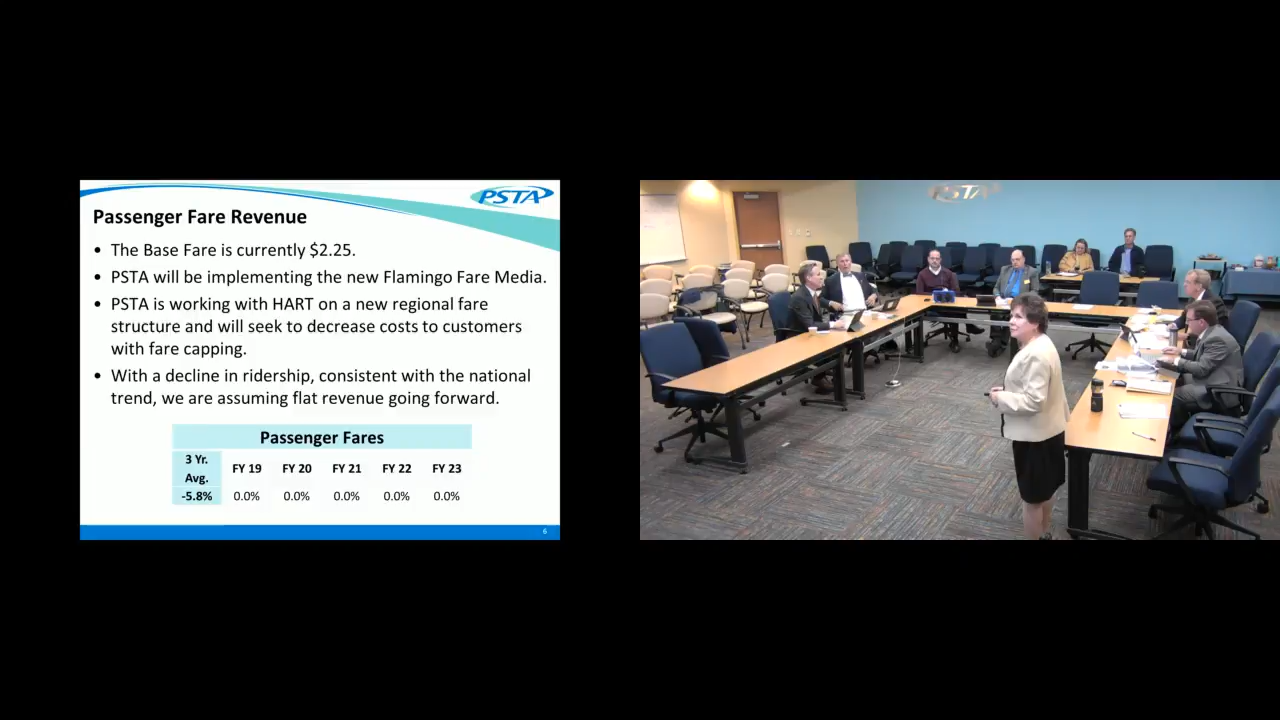 PSTA
Passenger Fare Revenue
• The Base Fare is currently $2.25.
• PSTA will be implementing the new Flamingo Fare Media.
• PSTA is working with HART on a new regional fare
structure and will seek to decrease costs to customers
with fare capping.
• With a decline in ridership, consistent with the national
trend, we are assuming flat revenue going forward.
Passenger Fares
3 Yr.
Avg. FY 19 FY 20 FY 21 FY 22 FY 23
-5.8% 0.0% 0.0% 0.0% 0.0% 0.0%
6
PSTA